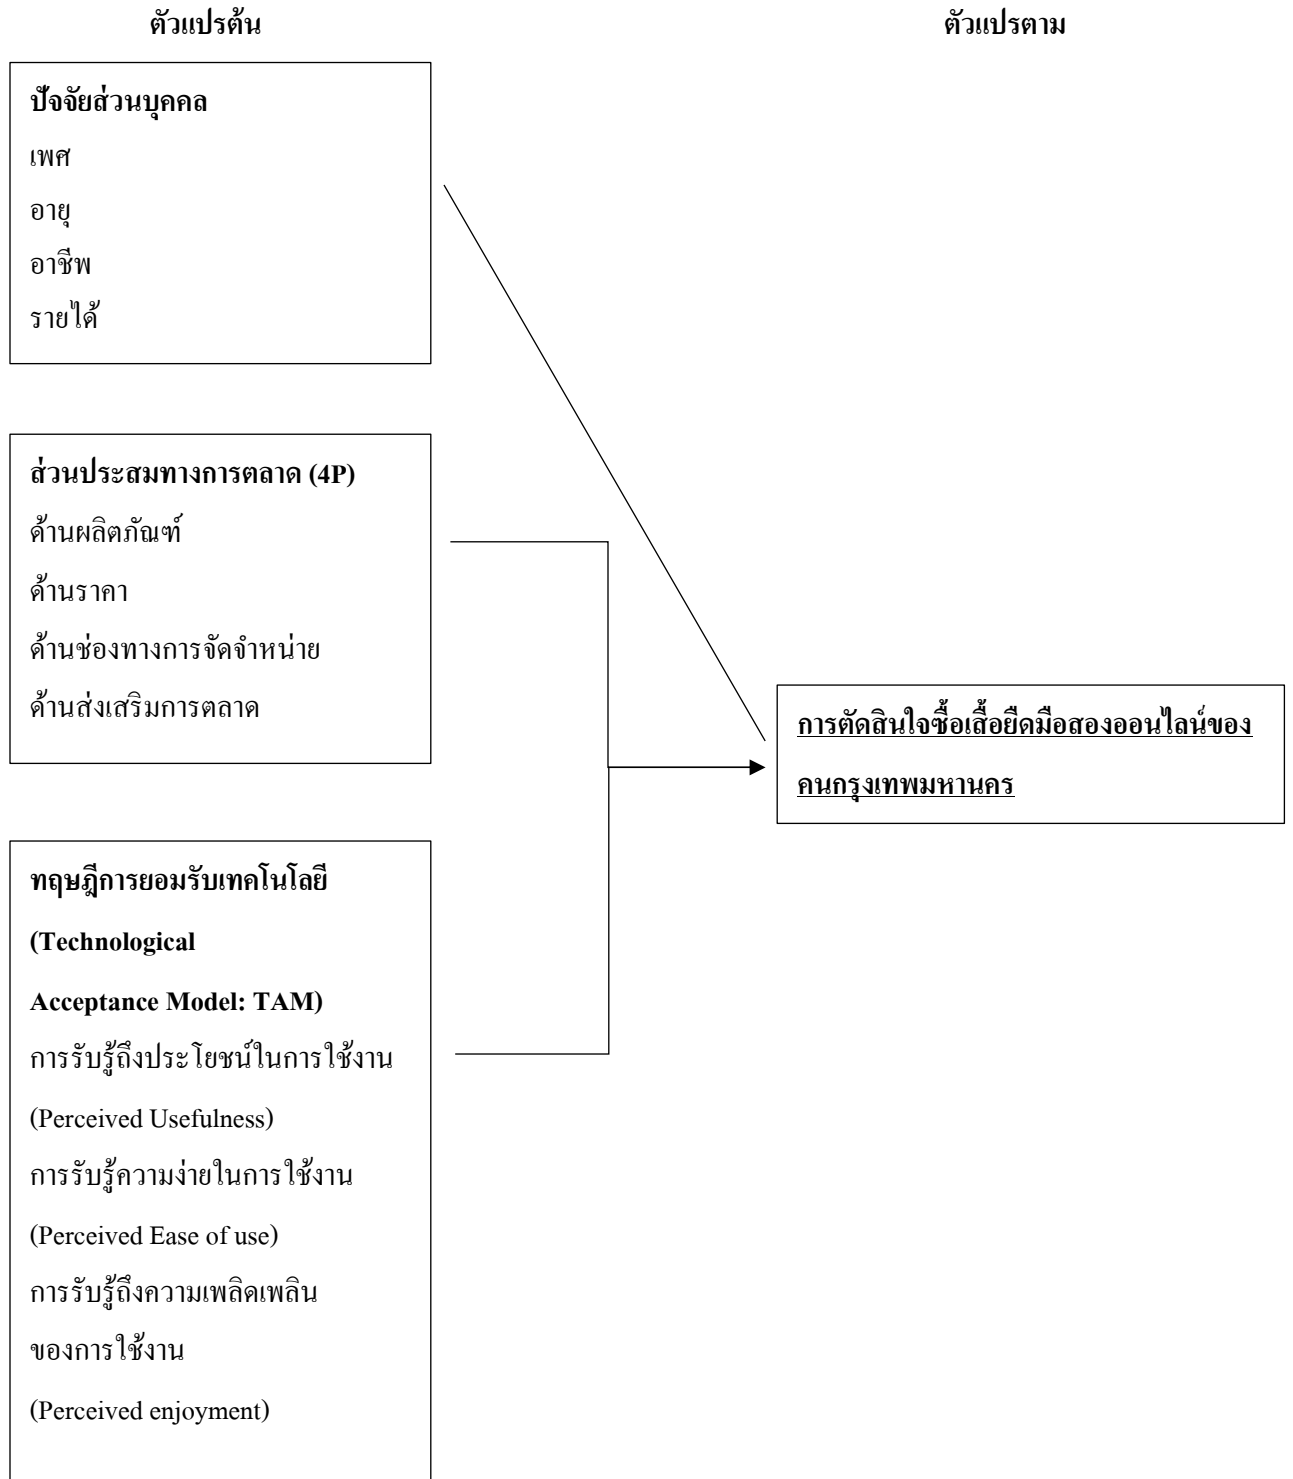 ตัวแปรต้น
ตัวแปรตาม
ปัจจัยส่วนบุคคล
เพศ
อายุ
อาชีพ
รายได้
ส่วนประสมทางการตลาด (4P)
ด้านผลิตภัณฑ์
ด้านราคา
ด้านช่องทางการจัดจำหน่าย
ด้านส่งเสริมการตลาด
การตัดสินใจซื้อเสื้อยืดมือสองออนไลน์ของ
คนกรุงเทพมหานคร
ทฤษฎีการยอมรับเทคโนโลยี
(Technological
Acceptance Model: TAM)
การรับรู้ถึงประโยชน์ในการใช้งาน
(Perceived Usefulness)
การรับรู้ความง่ายในการใช้งาน
(Perceived Ease of use)
การรับรู้ถึงความเพลิดเพลิน
ของการใช้งาน
(Perceived enjoyment)